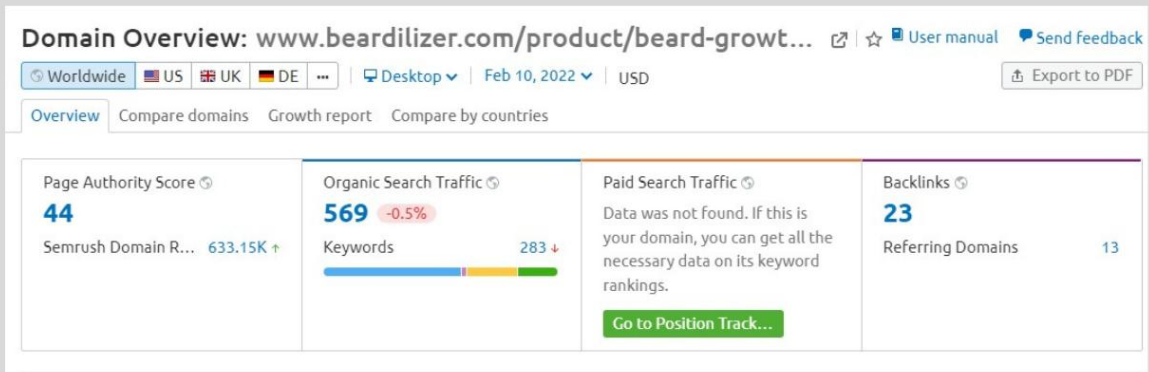 Domain Overview: www.beardilizer.com/product/beard-growt...
User manual
Send feedback
Worldwide US UK DE ... Desktop Feb 10, 2022 USD
Export to PDF
Overview Compare domains Growth report Compare by countries
Page Authority Score
44
Semrush Domain R... 633.15K ↑
Organic Search Traffic
569 -0.5%
Keywords 283 ↓
Paid Search Traffic
Data was not found. If this is
your domain, you can get all the
necessary data on its keyword
rankings.
Go to Position Track...
Backlinks
23
Referring Domains 13